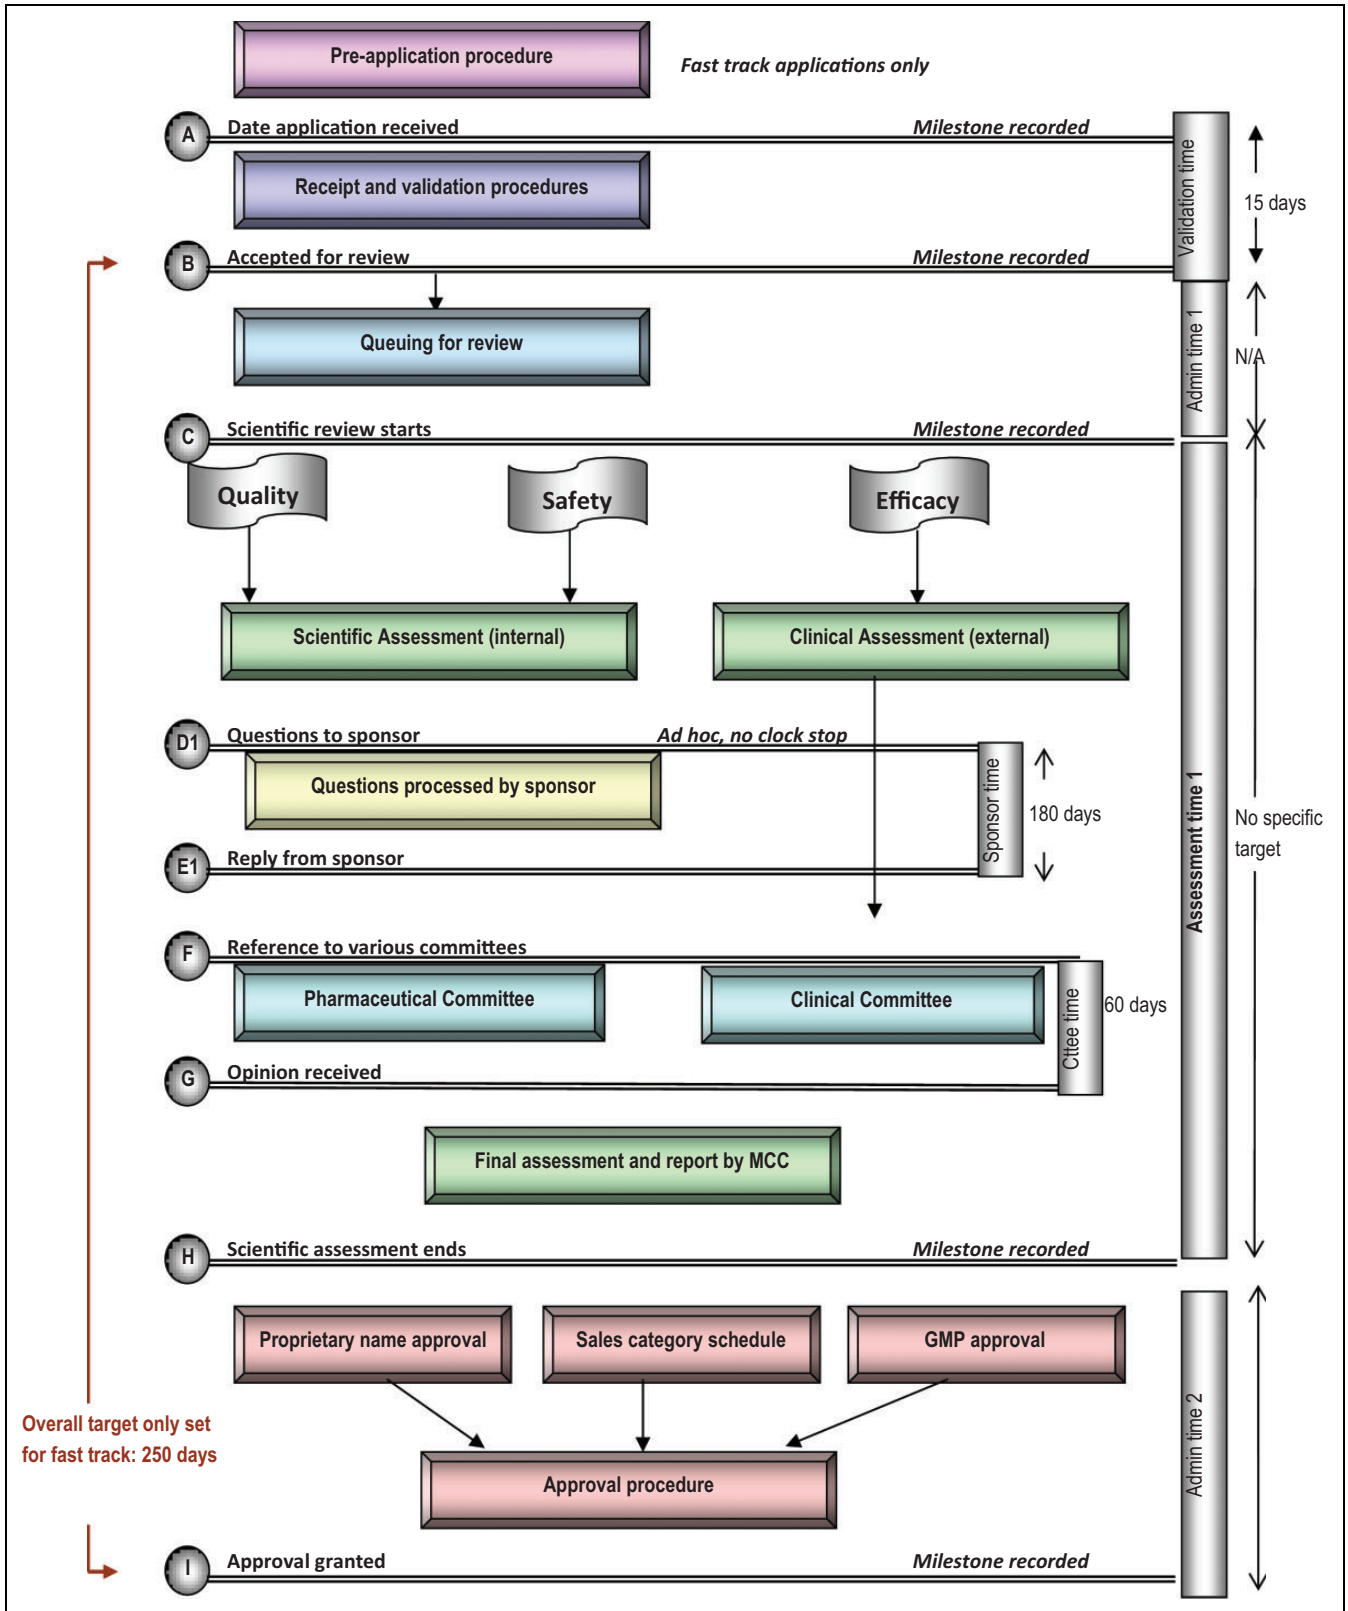 Pre-application procedure
Fast track applications only
A
Date application received
Milestone recorded
Validation time
15 days
Receipt and validation procedures
B
Accepted for review
Milestone recorded
Queuing for review
Admin time 1
N/A
C
Scientific review starts
Milestone recorded
Quality
Safety
Efficacy
Scientific Assessment (internal)
Clinical Assessment (external)
D1
Questions to sponsor
Ad hoc, no clock stop
Questions processed by sponsor
Sponsor time
180 days
Assessment time 1
No specific
target
E1
Reply from sponsor
F
Reference to various committees
Pharmaceutical Committee
Clinical Committee
Cttee time
60 days
G
Opinion received
Final assessment and report by MCC
H
Scientific assessment ends
Milestone recorded
Proprietary name approval
Sales category schedule
GMP approval
Admin time 2
Overall target only set
for fast track: 250 days
Approval procedure
I
Approval granted
Milestone recorded